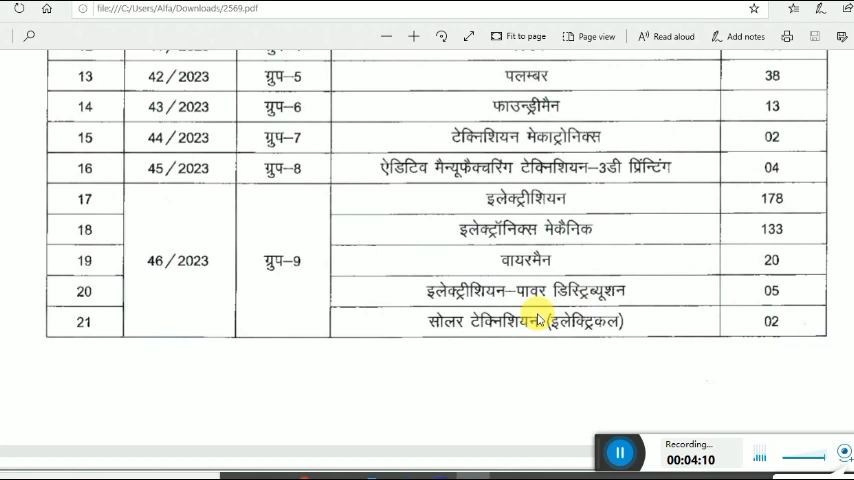 file:///C:/Users/Alfa/Downloads/2569.pdf
Fit to page Page view Read aloud Add notes
13 42/2023 ग्रुप-5 पलम्बर 38
14 43/2023 ग्रुप-6 फाउन्ड्रीमैन 13
15 44/2023 ग्रुप-7 टेक्निशियन मेकाट्रोनिक्स 02
16 45/2023 ग्रुप-8 ऐडिटिव मैन्यूफैक्चरिंग टेक्निशियन-3डी प्रिंन्टिंग 04
17 इलेक्ट्रीशियन 178
18 इलेक्ट्रॉनिक्स मेकैनिक 133
19 46/2023 ग्रुप-9 वायरमैन 20
20 इलेक्ट्रीशियन-पावर डिस्ट्रिब्यूशन 05
21 सोलर टेक्निशियन (इलेक्ट्रिकल) 02
Recording...
00:04:10